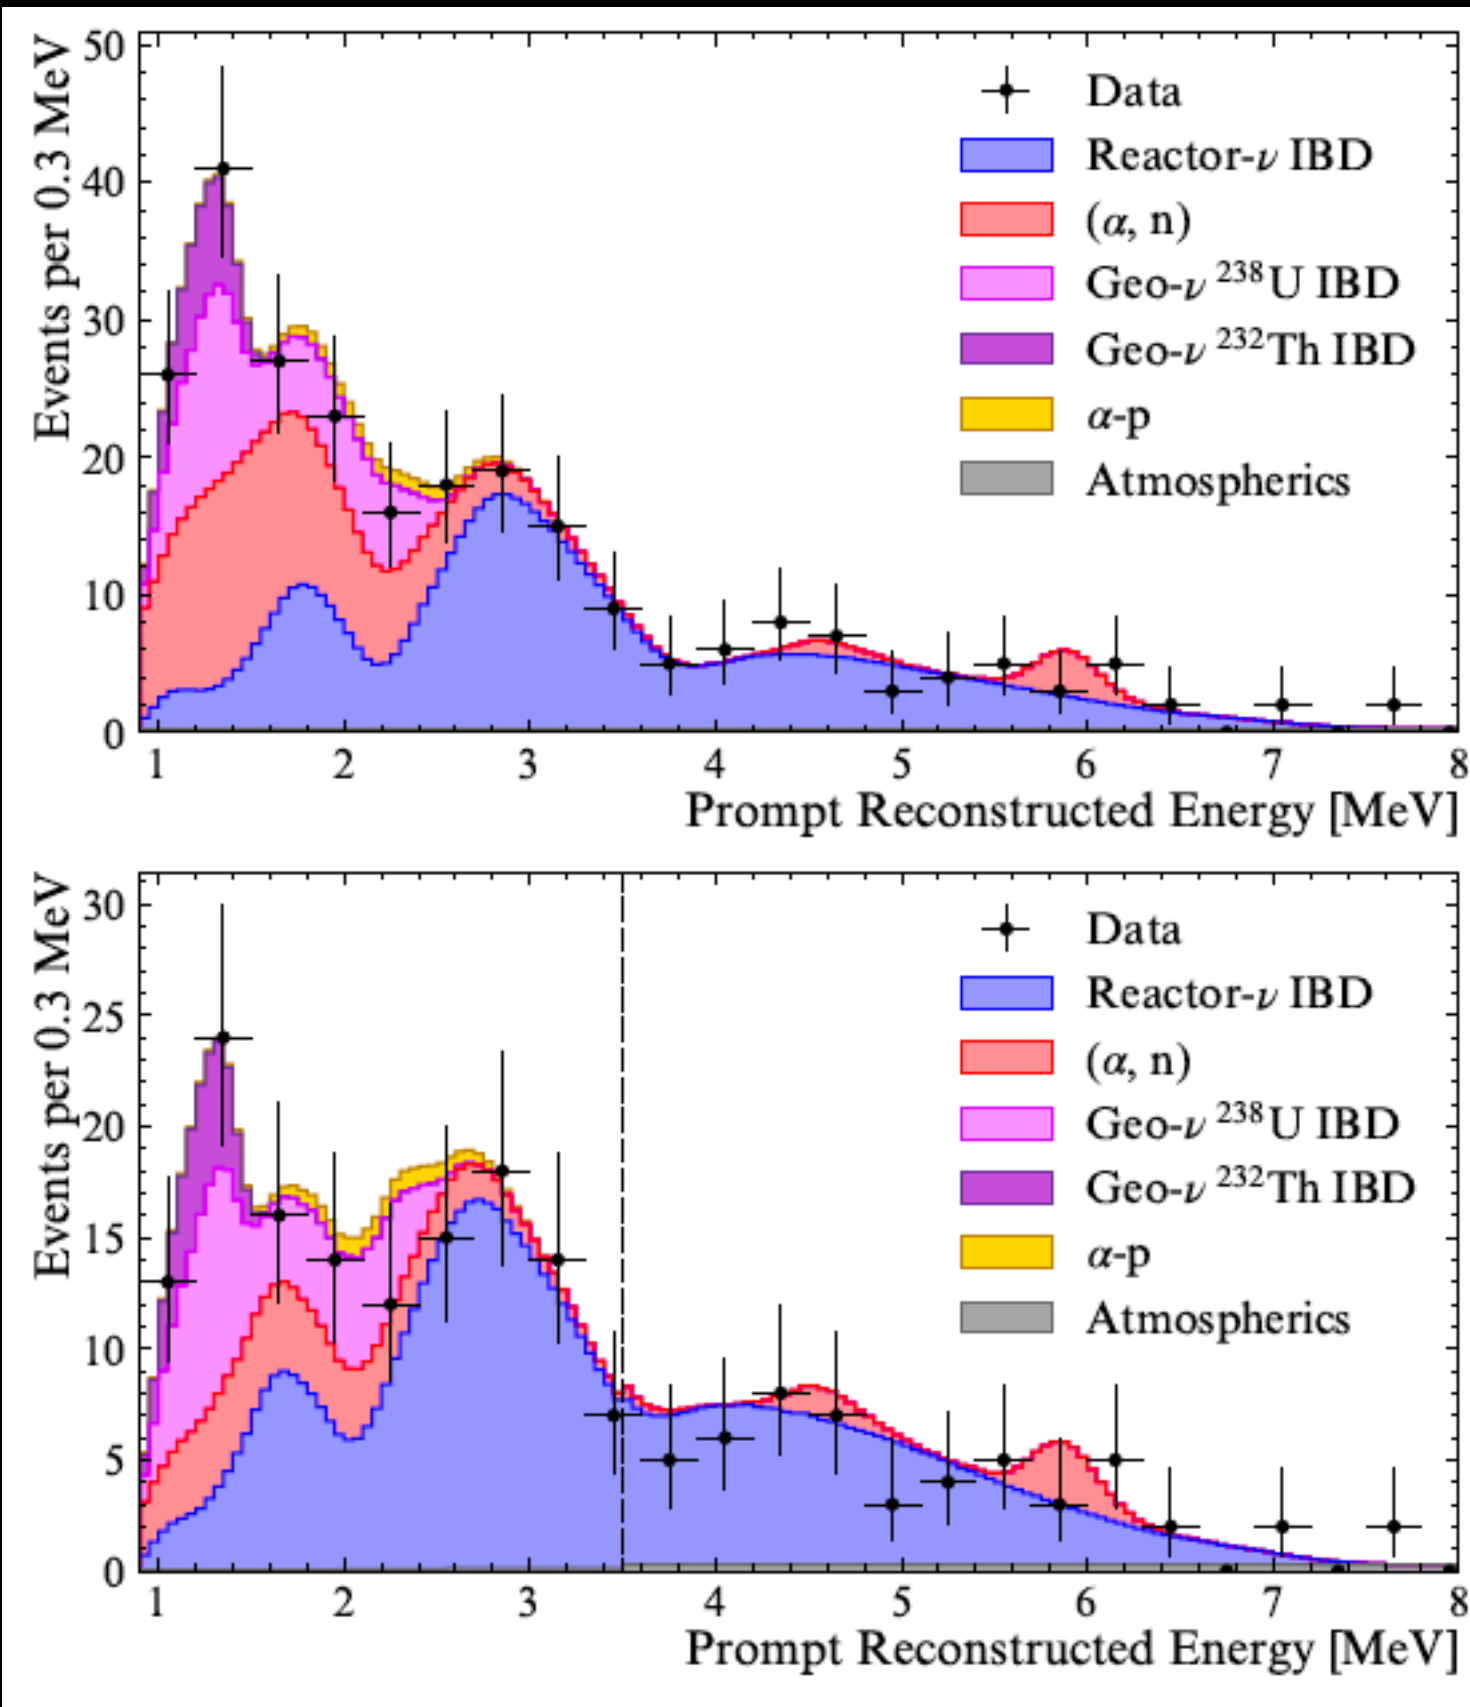 Events per 0.3 MeV
50
40
30
20
10
0
Data
Reactor-ν IBD
(α, n)
Geo-ν ²³⁸U IBD
Geo-ν ²³²Th IBD
α-p
Atmospherics
1 2 3 4 5 6 7 8
Prompt Reconstructed Energy [MeV]
Events per 0.3 MeV
30
25
20
15
10
5
0
Data
Reactor-ν IBD
(α, n)
Geo-ν ²³⁸U IBD
Geo-ν ²³²Th IBD
α-p
Atmospherics
1 2 3 4 5 6 7 8
Prompt Reconstructed Energy [MeV]